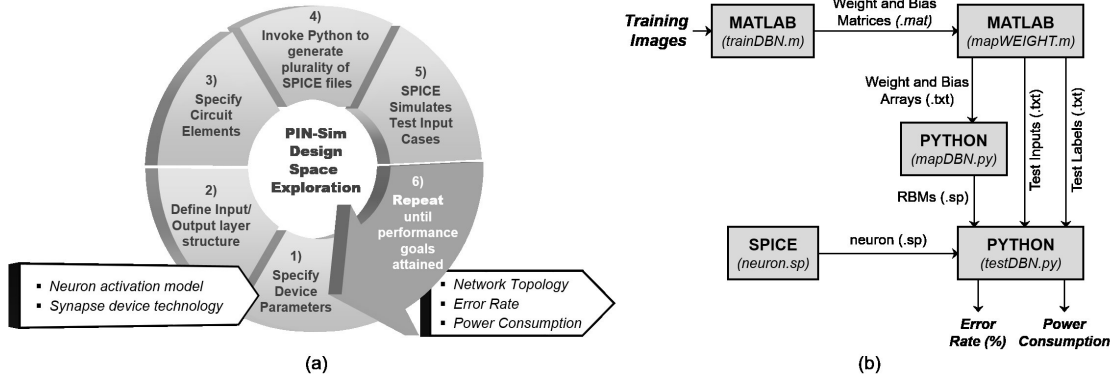 4)
Invoke Python to
generate
plurality of
SPICE files
3)
Specify
Circuit
Elements
5)
SPICE
Simulates
Test Input
Cases
PIN-Sim
Design
Space
Exploration
2)
Define Input/
Output layer
structure
6)
Repeat
until
performance
goals
attained
1)
Specify
Device
Parameters
▪ Neuron activation model
▪ Synapse device technology
▪ Network Topology
▪ Error Rate
▪ Power Consumption
(a)
Training
Images
MATLAB
(trainDBN.m)
Weight and Bias
Matrices (.mat)
MATLAB
(mapWEIGHT.m)
Weight and Bias
Arrays (.txt)
Test Inputs (.txt)
Test Labels (.txt)
PYTHON
(mapDBN.py)
RBMs (.sp)
SPICE
(neuron.sp)
neuron (.sp)
PYTHON
(testDBN.py)
Error
Rate (%)
Power
Consumption
(b)